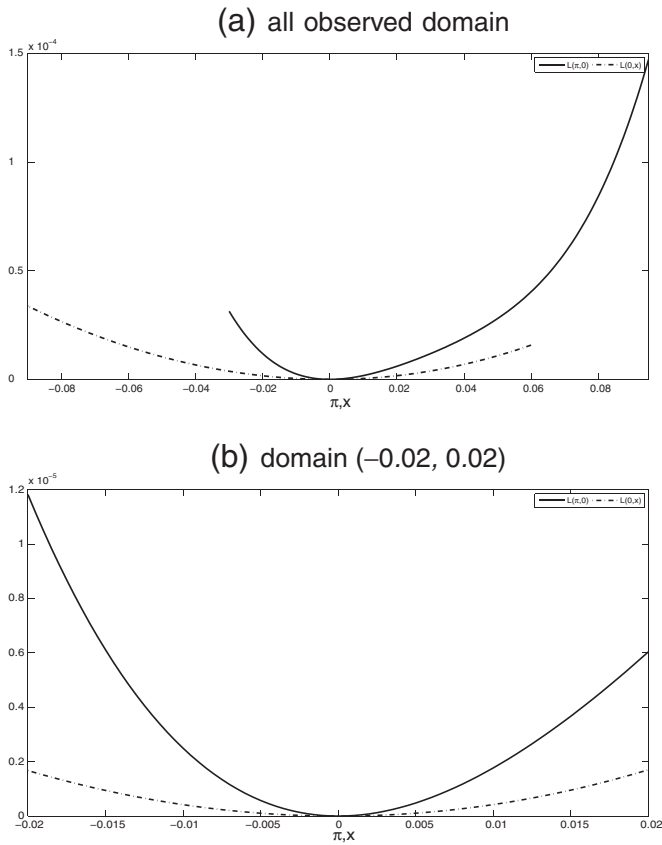 (a) all observed domain
x 10⁻⁴
1.5
1
0.5
0
L(π,0) L(0,x)
−0.08 −0.06 −0.04 −0.02 0 0.02 0.04 0.06 0.08
π,x
(b) domain (−0.02, 0.02)
x 10⁻⁵
1.2
1
0.8
0.6
0.4
0.2
0
L(π,0) L(0,x)
−0.02 −0.015 −0.01 −0.005 0 0.005 0.01 0.015 0.02
π,x